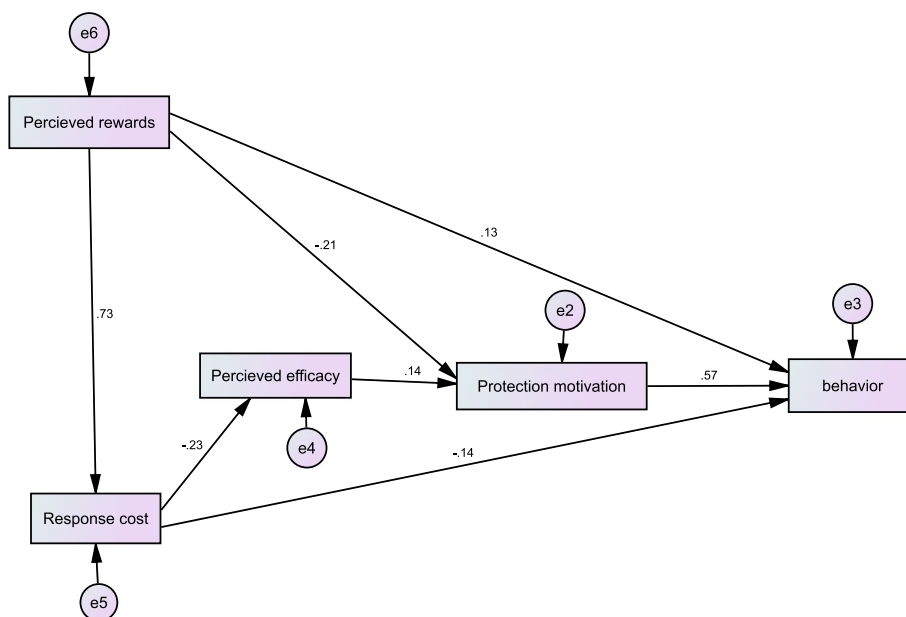 e6
Percieved rewards
.13
-.21
.73
e2
e3
Percieved efficacy
.14
Protection motivation
.57
behavior
-.23
e4
-.14
Response cost
e5